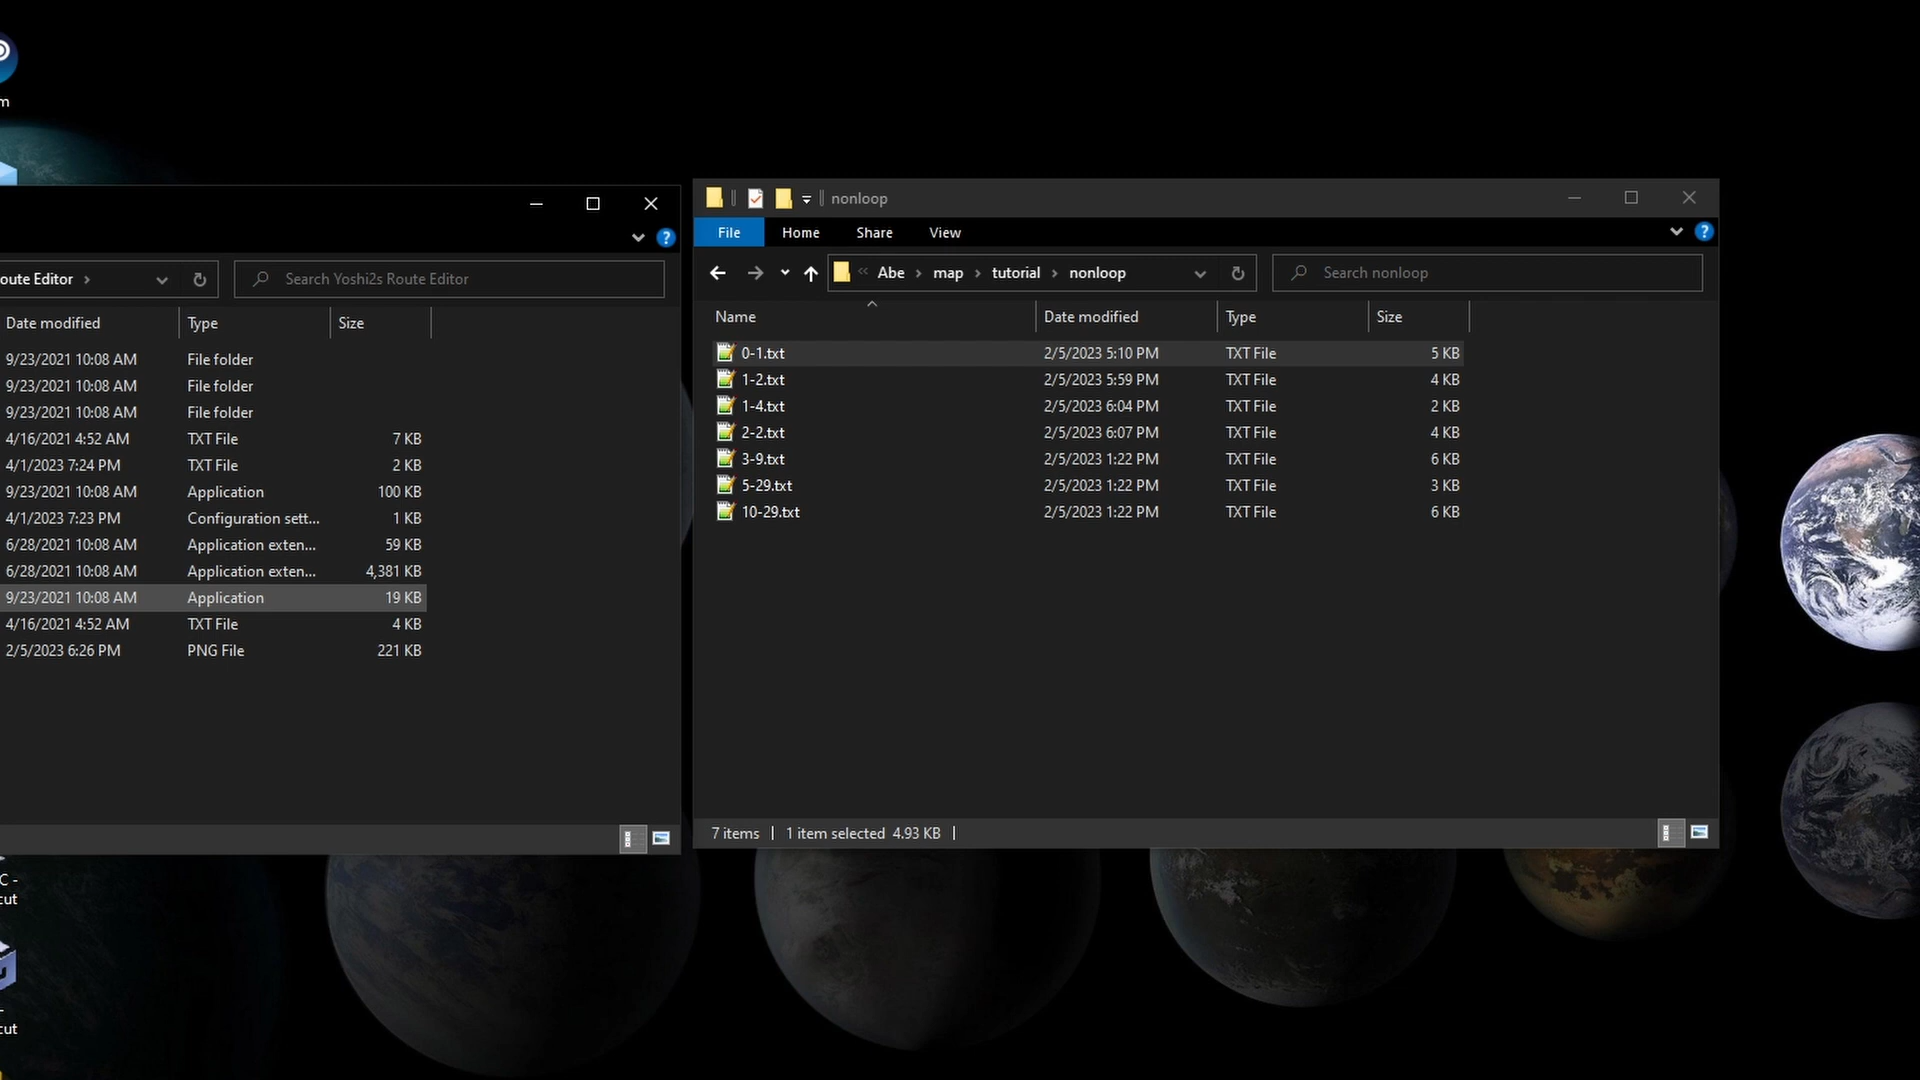 m
oute Editor
Search Yoshi2s Route Editor
Date modified Type Size
9/23/2021 10:08 AM File folder
9/23/2021 10:08 AM File folder
9/23/2021 10:08 AM File folder
4/16/2021 4:52 AM TXT File 7 KB
4/1/2023 7:24 PM TXT File 2 KB
9/23/2021 10:08 AM Application 100 KB
4/1/2023 7:23 PM Configuration sett... 1 KB
6/28/2021 10:08 AM Application exten... 59 KB
6/28/2021 10:08 AM Application exten... 4,381 KB
9/23/2021 10:08 AM Application 19 KB
4/16/2021 4:52 AM TXT File 4 KB
2/5/2023 6:26 PM PNG File 221 KB
nonloop
File Home Share View
Abe map tutorial nonloop
Search nonloop
Name Date modified Type Size
0-1.txt 2/5/2023 5:10 PM TXT File 5 KB
1-2.txt 2/5/2023 5:59 PM TXT File 4 KB
1-4.txt 2/5/2023 6:04 PM TXT File 2 KB
2-2.txt 2/5/2023 6:07 PM TXT File 4 KB
3-9.txt 2/5/2023 1:22 PM TXT File 6 KB
5-29.txt 2/5/2023 1:22 PM TXT File 3 KB
10-29.txt 2/5/2023 1:22 PM TXT File 6 KB
7 items 1 item selected 4.93 KB
C -
cut
-
cut